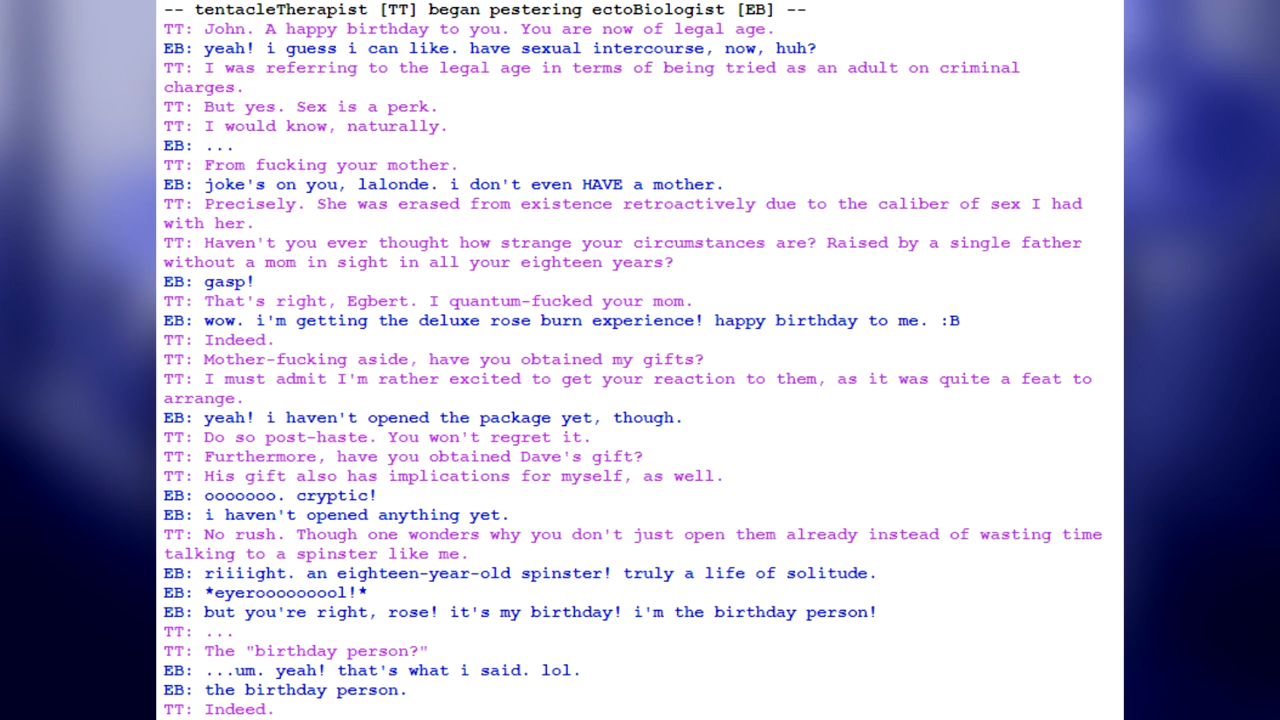 -- tentacleTherapist [TT] began pestering ectoBiologist [EB] --
TT: John. A happy birthday to you. You are now of legal age.
EB: yeah! i guess i can like. have sexual intercourse, now, huh?
TT: I was referring to the legal age in terms of being tried as an adult on criminal
charges.
TT: But yes. Sex is a perk.
TT: I would know, naturally.
EB: ...
TT: From fucking your mother.
EB: joke's on you, lalonde. i don't even HAVE a mother.
TT: Precisely. She was erased from existence retroactively due to the caliber of sex I had
with her.
TT: Haven't you ever thought how strange your circumstances are? Raised by a single father
without a mom in sight in all your eighteen years?
EB: gasp!
TT: That's right, Egbert. I quantum-fucked your mom.
EB: wow. i'm getting the deluxe rose burn experience! happy birthday to me. :B
TT: Indeed.
TT: Mother-fucking aside, have you obtained my gifts?
TT: I must admit I'm rather excited to get your reaction to them, as it was quite a feat to
arrange.
EB: yeah! i haven't opened the package yet, though.
TT: Do so post-haste. You won't regret it.
TT: Furthermore, have you obtained Dave's gift?
TT: His gift also has implications for myself, as well.
EB: ooooooo. cryptic!
EB: i haven't opened anything yet.
TT: No rush. Though one wonders why you don't just open them already instead of wasting time
talking to a spinster like me.
EB: riiiight. an eighteen-year-old spinster! truly a life of solitude.
EB: *eyeroooooooool!*
EB: but you're right, rose! it's my birthday! i'm the birthday person!
TT: ...
TT: The "birthday person?"
EB: ...um. yeah! that's what i said. lol.
EB: the birthday person.
TT: Indeed.